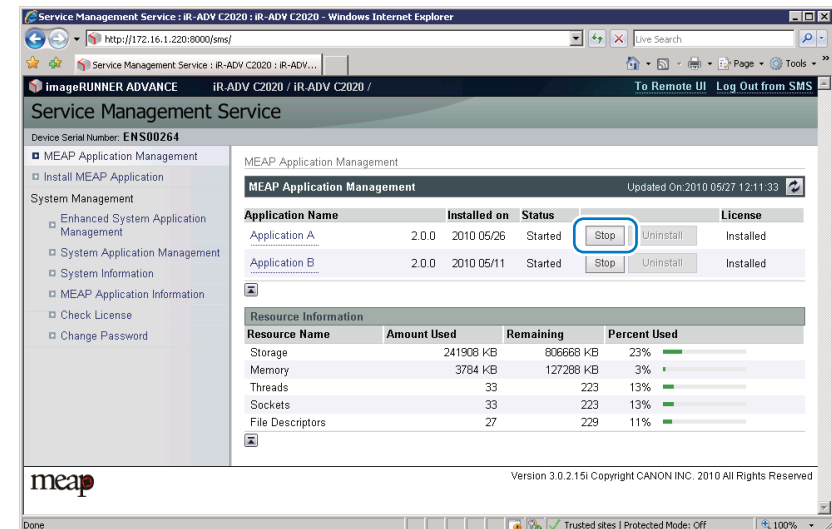 Service Management Service : iR-ADV C2020 : iR-ADV C2020 - Windows Internet Explorer
http://172.16.1.220:8000/sms/
Live Search
Service Management Service : iR-ADV C2020 : iR-ADV...
Page Tools
imageRUNNER ADVANCE iR-ADV C2020 / iR-ADV C2020 / To Remote UI Log Out from SMS
Service Management Service
Device Serial Number: ENS00264
MEAP Application Management
Install MEAP Application
System Management
Enhanced System Application
Management
System Application Management
System Information
MEAP Application Information
Check License
Change Password
MEAP Application Management
MEAP Application Management Updated On:2010 05/27 12:11:33
Application Name Installed on Status License
Application A 2.0.0 2010 05/26 Started Stop Uninstall Installed
Application B 2.0.0 2010 05/11 Started Stop Uninstall Installed
Resource Information
Resource Name Amount Used Remaining Percent Used
Storage 241908 KB 806668 KB 23%
Memory 3784 KB 127288 KB 3%
Threads 33 223 13%
Sockets 33 223 13%
File Descriptors 27 229 11%
meap
Version 3.0.2.15i Copyright CANON INC. 2010 All Rights Reserved
Done Trusted sites | Protected Mode: Off 100%